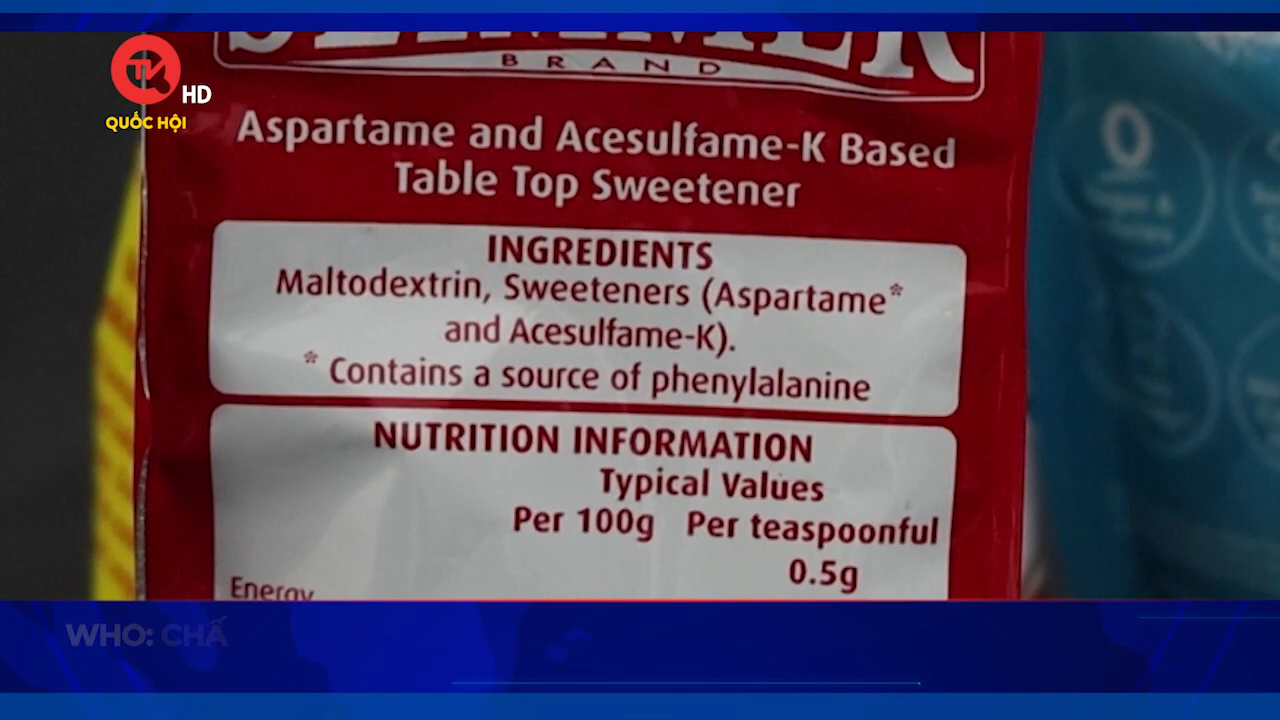 HD
QUỐC HỘI
BRAND
Aspartame and Acesulfame-K Based
Table Top Sweetener
INGREDIENTS
Maltodextrin, Sweeteners (Aspartame*
and Acesulfame-K).
* Contains a source of phenylalanine
NUTRITION INFORMATION
Typical Values
Per 100g Per teaspoonful
0.5g
Energy
WHO: CHẤ